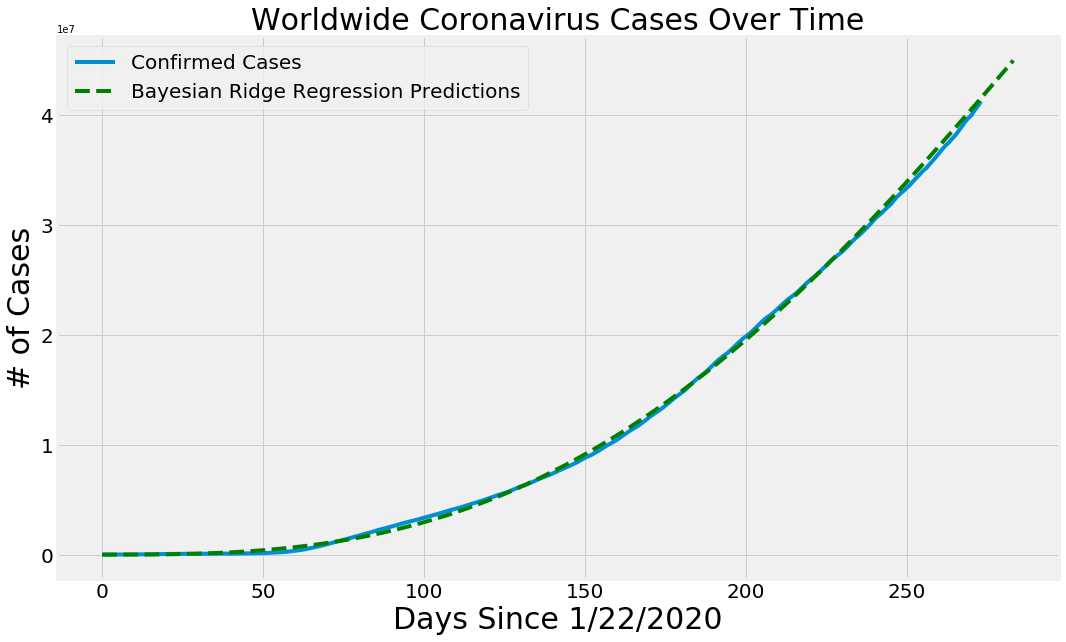 Worldwide Coronavirus Cases Over Time
1e7
Confirmed Cases
Bayesian Ridge Regression Predictions
4
3
2
1
0
# of Cases
0 50 100 150 200 250
Days Since 1/22/2020